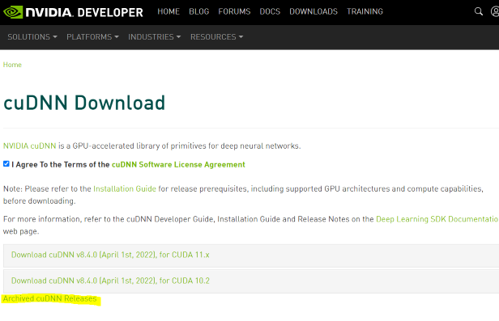 NVIDIA. DEVELOPER HOME BLOG FORUMS DOCS DOWNLOADS TRAINING
SOLUTIONS PLATFORMS INDUSTRIES RESOURCES
Home
cuDNN Download
NVIDIA cuDNN is a GPU-accelerated library of primitives for deep neural networks.
I Agree To the Terms of the cuDNN Software License Agreement
Note: Please refer to the Installation Guide for release prerequisites, including supported GPU architectures and compute capabilities,
before downloading.
For more information, refer to the cuDNN Developer Guide, Installation Guide and Release Notes on the Deep Learning SDK Documentatio
web page.
Download cuDNN v8.4.0 (April 1st, 2022), for CUDA 11.x
Download cuDNN v8.4.0 (April 1st, 2022), for CUDA 10.2
Archived cuDNN Releases